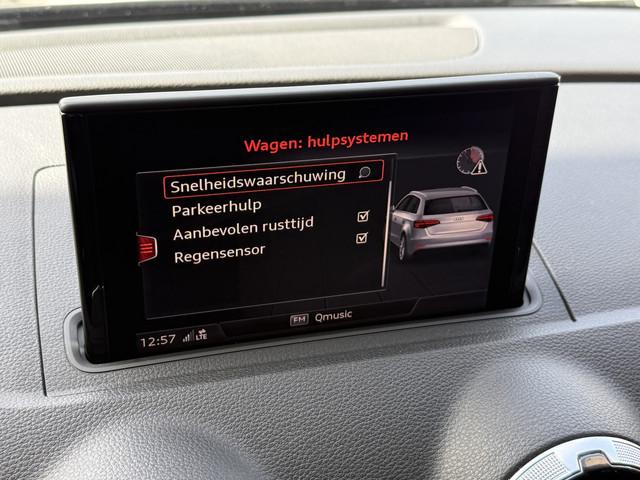 Wagen: hulpsystemen
Snelheidswaarschuwing
Parkeerhulp
Aanbevolen rusttijd
Regensensor
12:57 LTE
FM Qmusic